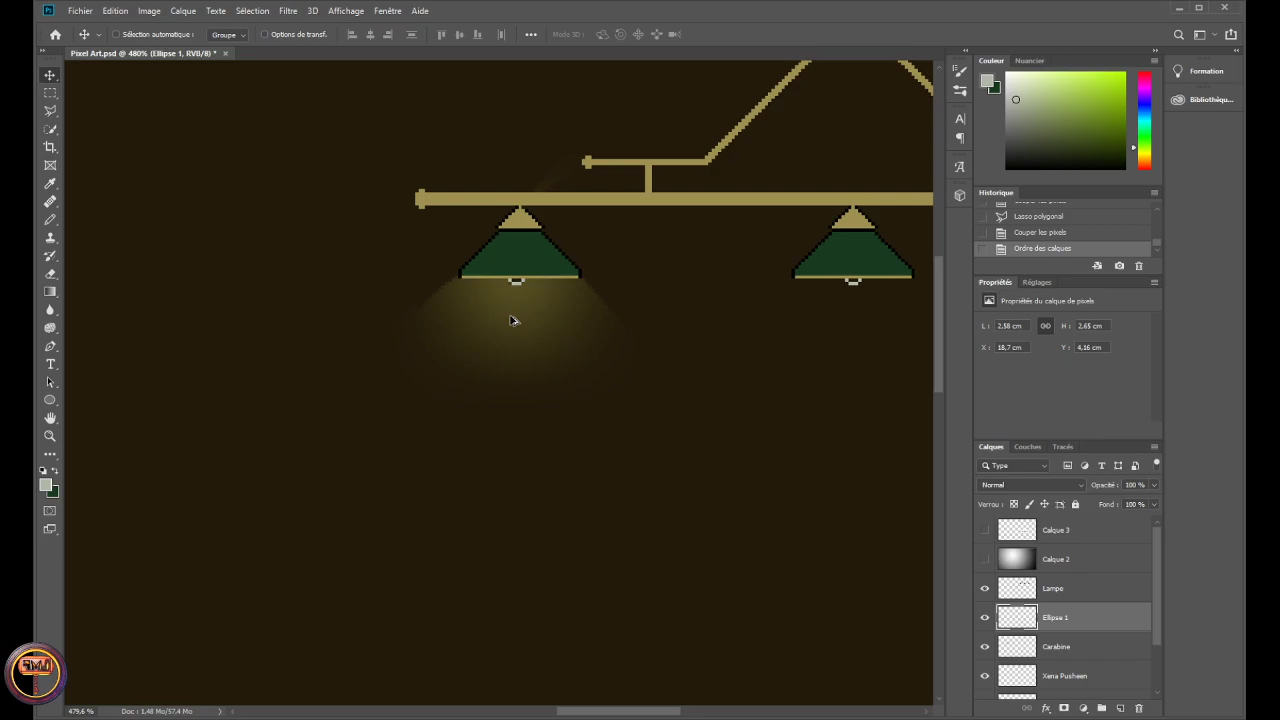 Ps Fichier Edition Image Calque Texte Sélection Filtre 3D Affichage Fenêtre Aide
Sélection automatique : Groupe Options de transf. Mode 3D :
Pixel Art.psd @ 480% (Ellipse 1, RVB/8) *
Couleur Nuancier
Formation
Bibliothèqu...
Historique
Lasso polygonal
Couper les pixels
Ordre des calques
Propriétés Réglages
Propriétés du calque de pixels
L : 2,58 cm H : 2,65 cm
X : 18,7 cm Y : 4,16 cm
Calques Couches Tracés
Type
Normal Opacité : 100 %
Verrou : Fond : 100 %
Calque 3
Calque 2
Lampe
Ellipse 1
Carabine
Xena Pusheen
479,6 % Doc : 1,48 Mo/57,4 Mo